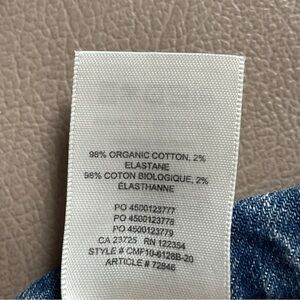 98% ORGANIC COTTON, 2%
ELASTANE
98% COTON BIOLOGIQUE, 2%
ÉLASTHANNE
PO 4500123777
PO 4500123778
PO 4500123779
CA 23725 RN 122354
STYLE # CMF10-6128B-20
ARTICLE # 72846